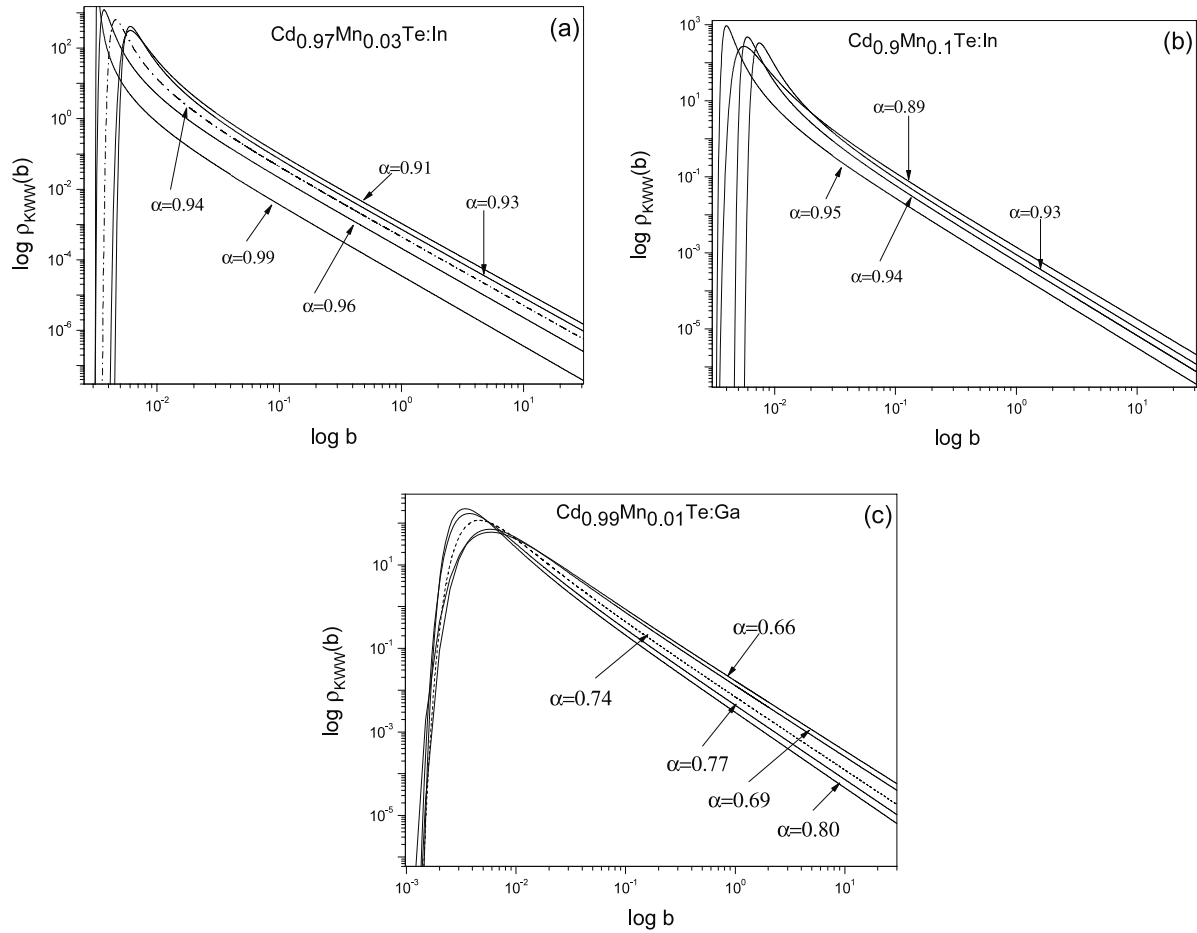 (a)
Cd0.97Mn0.03Te:In
10^2
10^0
10^-2
10^-4
10^-6
log ρKWW(b)
α=0.91
α=0.93
α=0.94
α=0.99
α=0.96
10^-2
10^-1
10^0
10^1
log b
(b)
Cd0.9Mn0.1Te:In
10^3
10^1
10^-1
10^-3
10^-5
log ρKWW(b)
α=0.89
α=0.93
α=0.95
α=0.94
10^-2
10^-1
10^0
10^1
log b
(c)
Cd0.99Mn0.01Te:Ga
10^1
10^-1
10^-3
10^-5
log ρKWW(b)
α=0.66
α=0.74
α=0.77
α=0.69
α=0.80
10^-3
10^-2
10^-1
10^0
10^1
log b